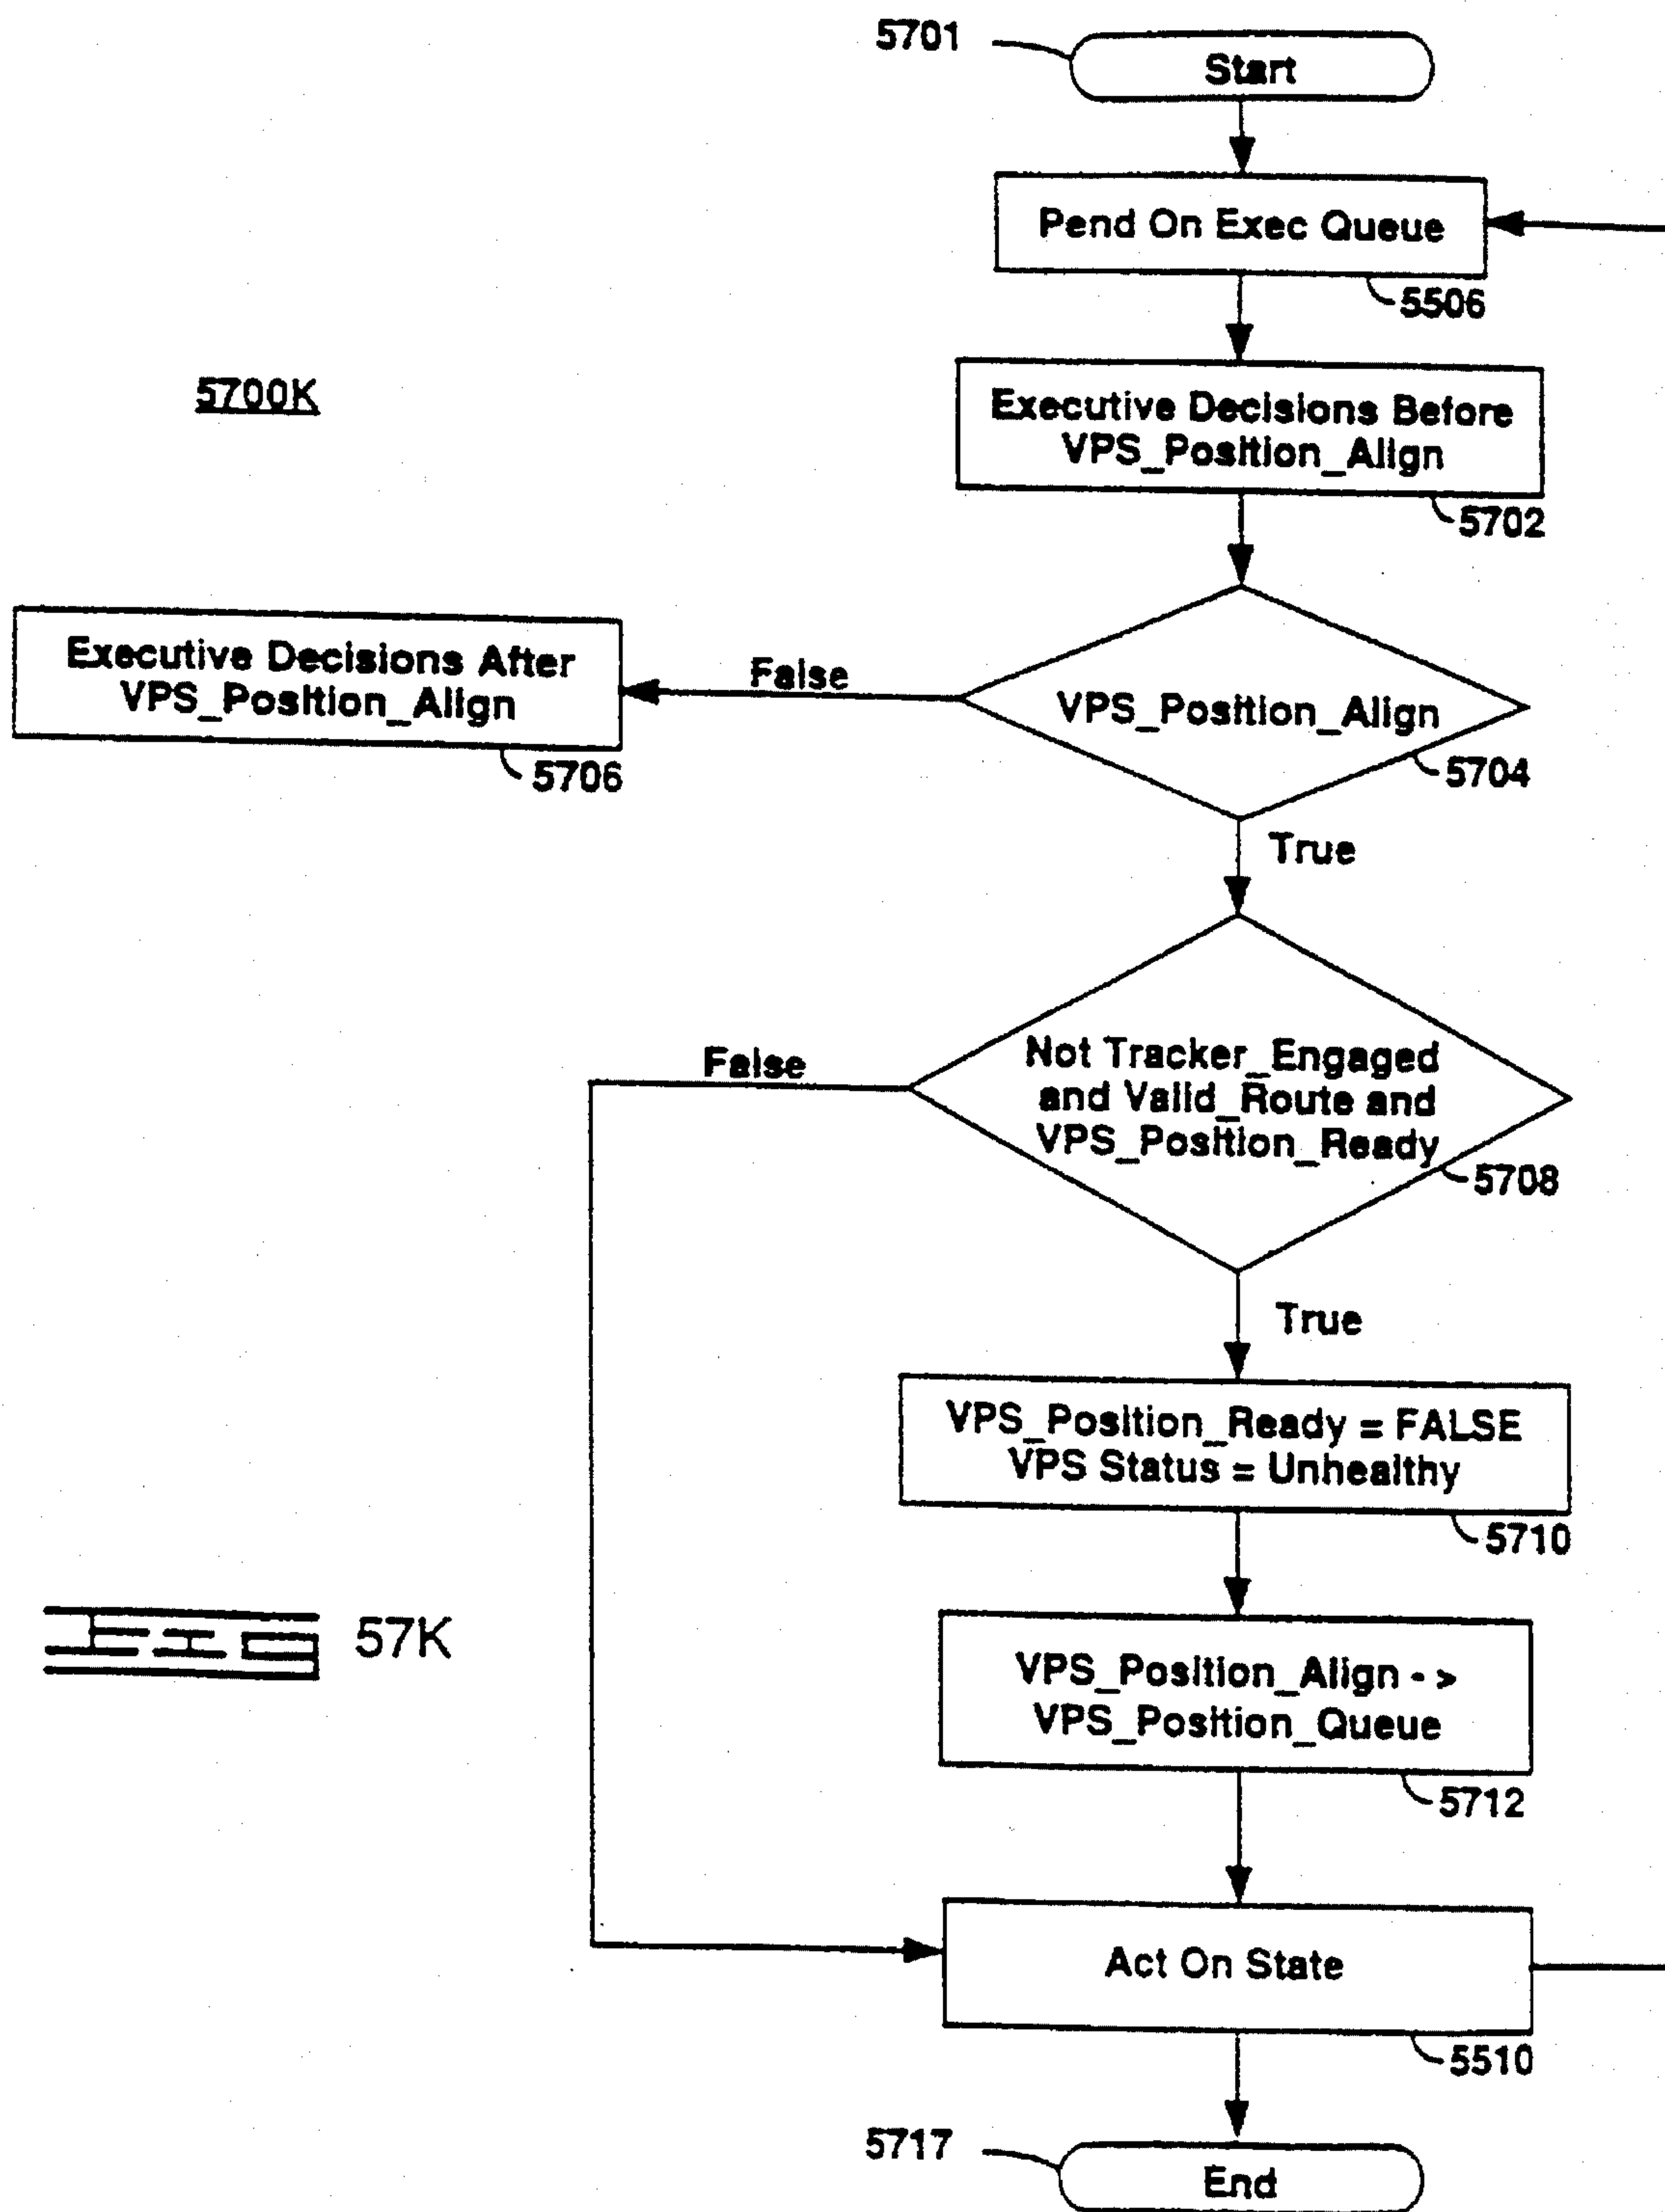 5701
Start
Pend On Exec Queue
5506
5700K
Executive Decisions Before
VPS_Position_Align
5702
Executive Decisions After
VPS_Position_Align
5706
False
VPS_Position_Align
5704
True
False
Not Tracker_Engaged
and Valid_Route and
VPS_Position_Ready
5708
True
VPS_Position_Ready = FALSE
VPS Status = Unhealthy
5710
FIG 57K
VPS_Position_Align - >
VPS_Position_Queue
5712
Act On State
5510
5717
End